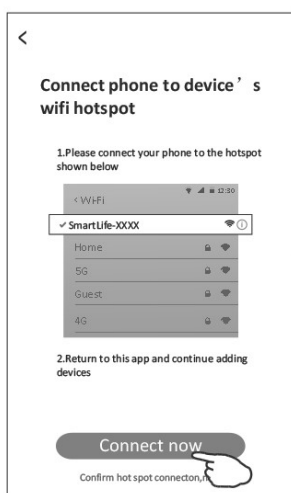 Connect phone to device’s
wifi hotspot
1.Please connect your phone to the hotspot
shown below
12:30
< Wi-Fi
✓ SmartLife-XXXX
Home
5G
Guest
4G
2.Return to this app and continue adding
devices
Connect now
Confirm hot spot connecton,